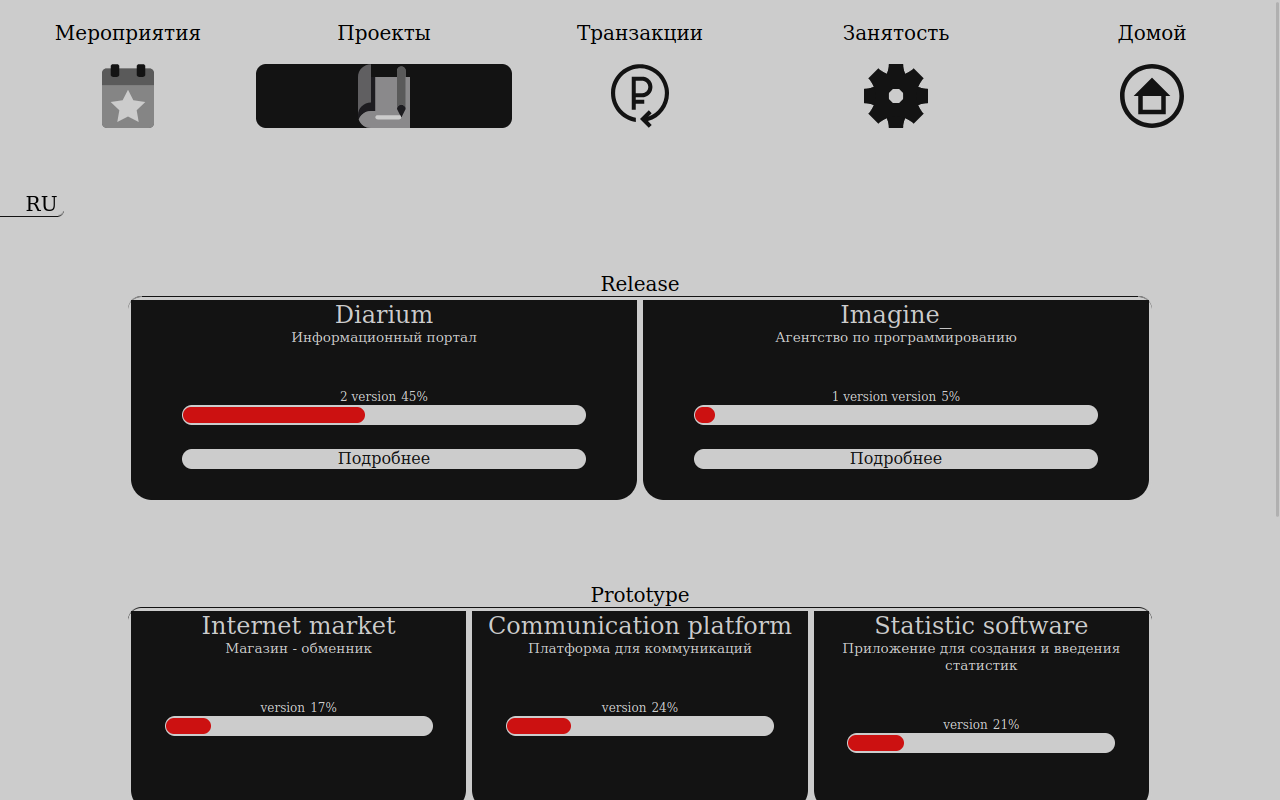 Мероприятия
Проекты
Транзакции
Занятость
Домой
RU
Release
Diarium
Информационный портал
2 version 45%
Подробнее
Imagine_
Агентство по программированию
1 version version 5%
Подробнее
Prototype
Internet market
Магазин - обменник
version 17%
Communication platform
Платформа для коммуникаций
version 24%
Statistic software
Приложение для создания и введения
статистик
version 21%